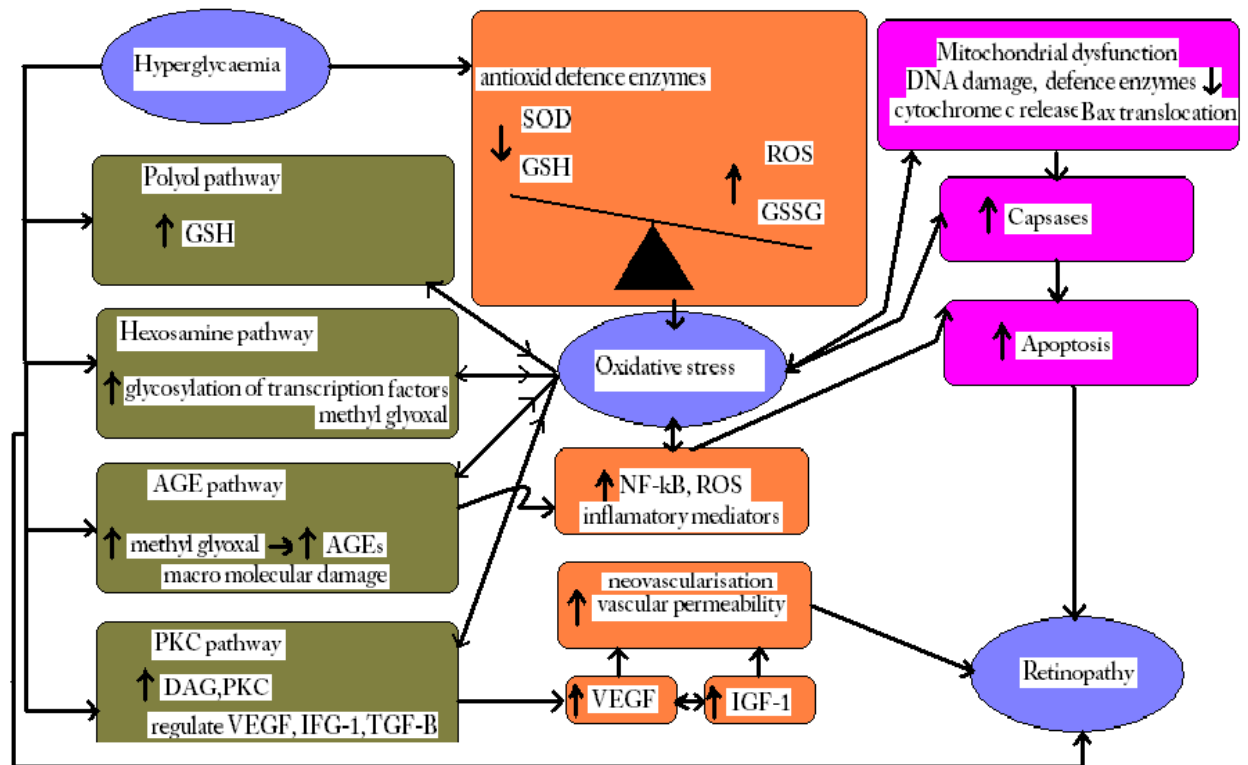 Hyperglycaemia
antioxid defence enzymes
SOD
GSH
ROS
GSSG
Mitochondrial dysfunction
DNA damage, defence enzymes
cytochrome c release Bax translocation
Polyol pathway
GSH
Capsases
Hexosamine pathway
glycosylation of transcription factors
methyl glyoxal
Oxidative stress
Apoptosis
AGE pathway
methyl glyoxal
AGEs
macro molecular damage
NF-kB, ROS
inflamatory mediators
neovascularisation
vascular permeability
PKC pathway
DAG,PKC
regulate VEGF, IFG-1,TGF-B
VEGF
IGF-1
Retinopathy